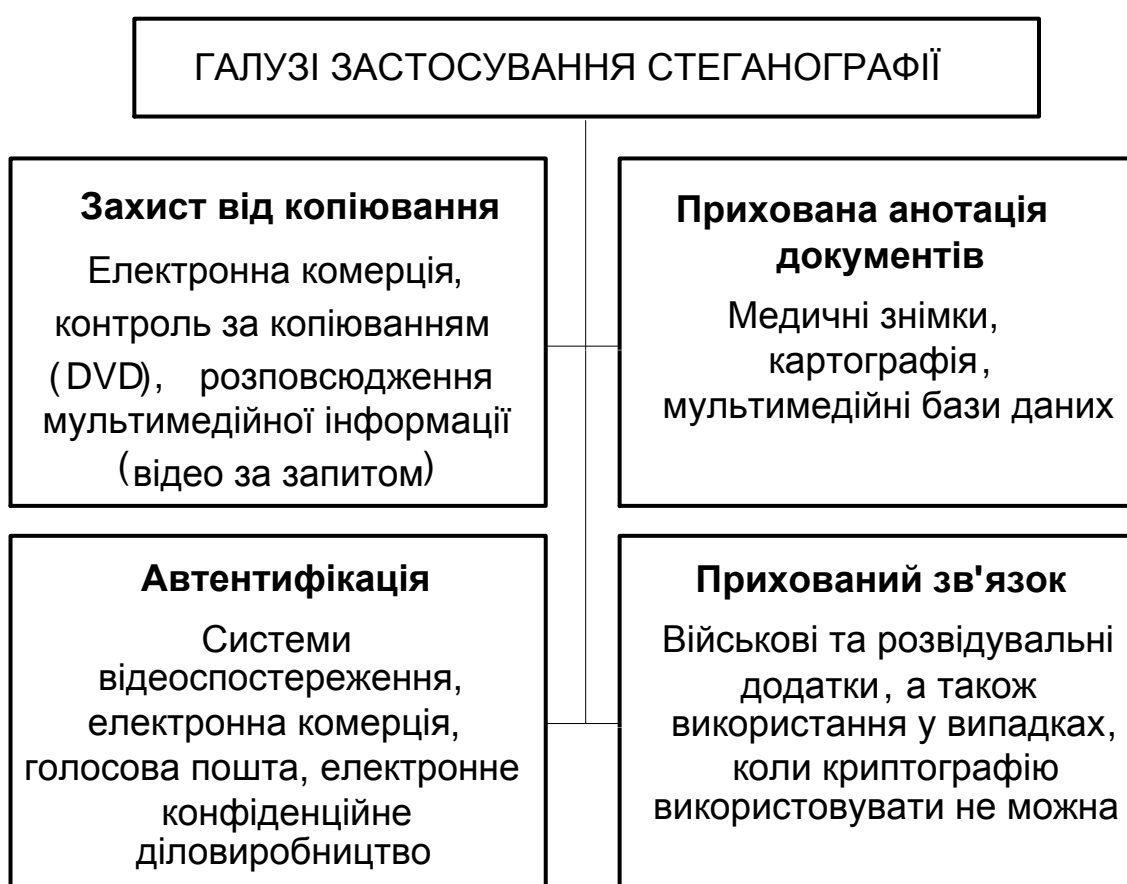 ГАЛУЗІ ЗАСТОСУВАННЯ СТЕГАНОГРАФІЇ
Захист від копіювання
Електронна комерція,
контроль за копіюванням
(DVD), розповсюдження
мультимедійної інформації
(відео за запитом)
Прихована анотація
документів
Медичні знімки,
картографія,
мультимедійні бази даних
Автентифікація
Системи
відеоспостереження,
електронна комерція,
голосова пошта, електронне
конфіденційне
діловиробництво
Прихований зв'язок
Військові та розвідувальні
додатки, а також
використання у випадках,
коли криптографію
використовувати не можна